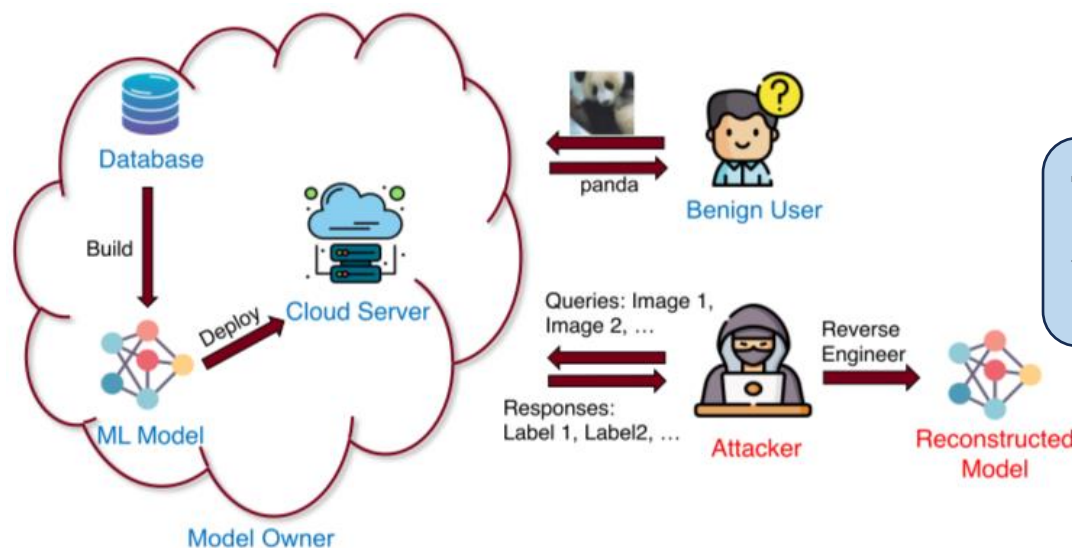 Database
Build
Deploy
Cloud Server
ML Model
Model Owner
panda
?
Benign User
Queries: Image 1,
Image 2, …
Responses:
Label 1, Label2, …
Attacker
Reverse
Engineer
Reconstructed
Model